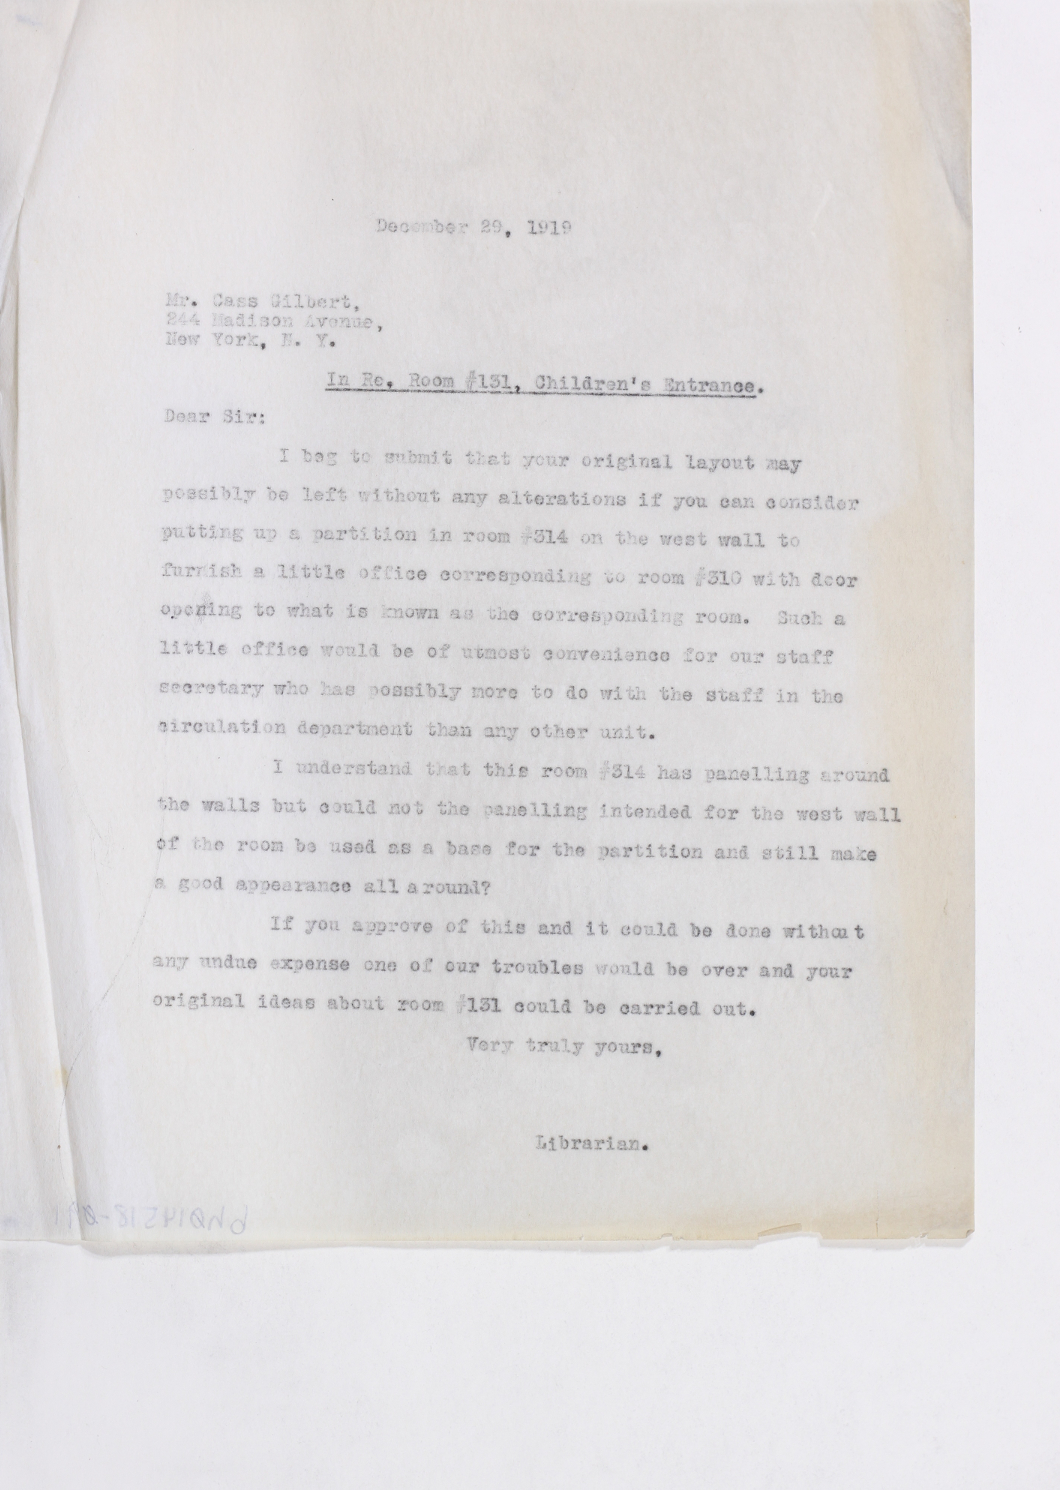 December 29, 1919
Mr. Cass Gilbert,
244 Madison Avenue,
New York, N. Y.
In Re, Room #131, Children's Entrance.
Dear Sir:
I beg to submit that your original layout may
possibly be left without any alterations if you can consider
putting up a partition in room #314 on the west wall to
furnish a little office corresponding to room #310 with door
opening to what is known as the corresponding room. Such a
little office would be of utmost convenience for our staff
secretary who has possibly more to do with the staff in the
circulation department than any other unit.
I understand that this room #314 has panelling around
the walls but could not the panelling intended for the west wall
of the room be used as a base for the partition and still make
a good appearance all around?
If you approve of this and it could be done without
any undue expense one of our troubles would be over and your
original ideas about room #131 could be carried out.
Very truly yours,
Librarian.